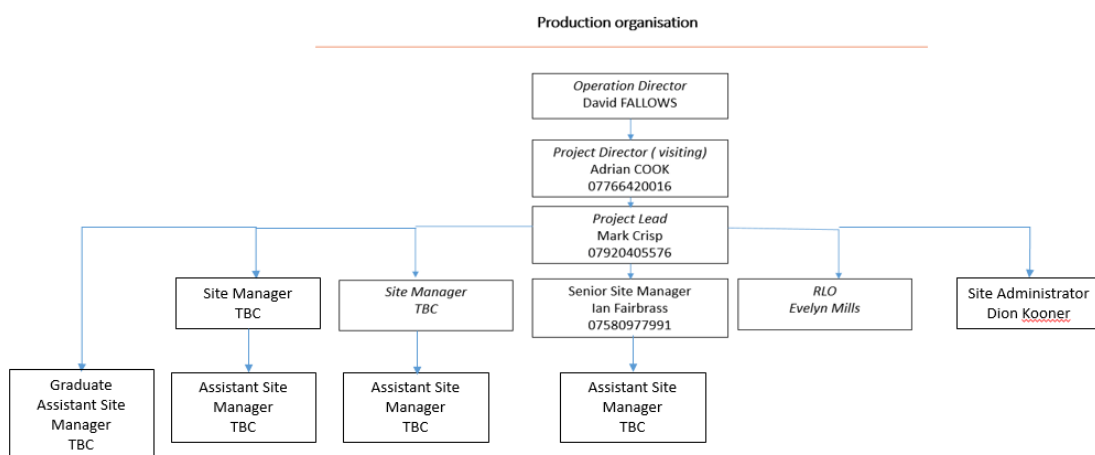 Production organisation
Operation Director
David FALLOWS
Project Director ( visiting)
Adrian COOK
07766420016
Project Lead
Mark Crisp
07920405576
Site Manager
TBC
Site Manager
TBC
Senior Site Manager
Ian Fairbrass
07580977991
RLO
Evelyn Mills
Site Administrator
Dion Kooner
Graduate
Assistant Site
Manager
TBC
Assistant Site
Manager
TBC
Assistant Site
Manager
TBC
Assistant Site
Manager
TBC